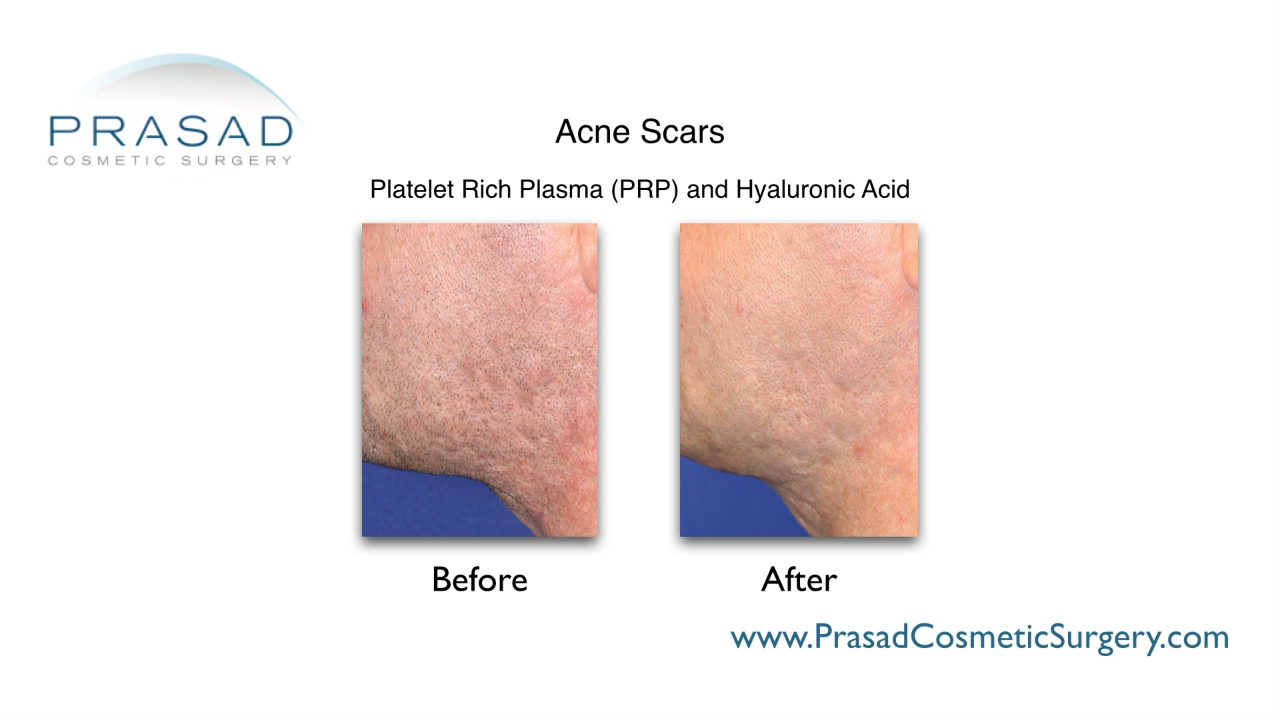 PRASAD
COSMETIC SURGERY
Acne Scars
Platelet Rich Plasma (PRP) and Hyaluronic Acid
Before
After
www.PrasadCosmeticSurgery.com